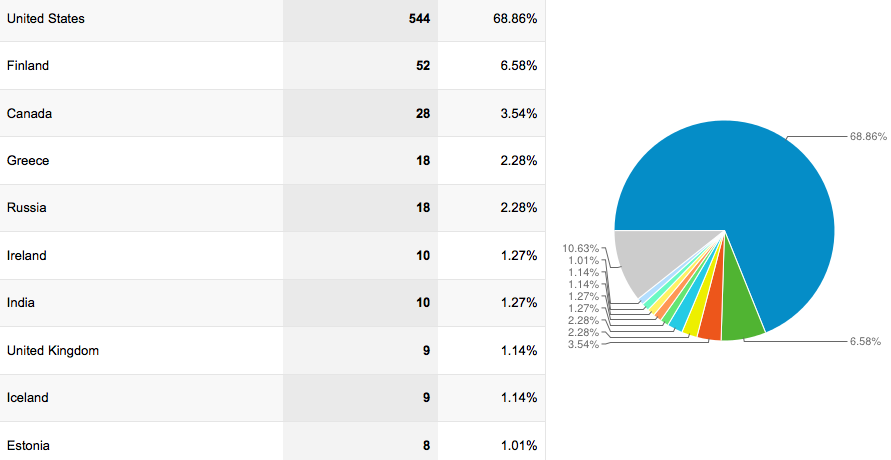 United States 544 68.86%
Finland 52 6.58%
Canada 28 3.54%
Greece 18 2.28%
Russia 18 2.28%
Ireland 10 1.27%
India 10 1.27%
United Kingdom 9 1.14%
Iceland 9 1.14%
Estonia 8 1.01%
68.86%
10.63%
1.01%
1.14%
1.14%
1.27%
1.27%
2.28%
2.28%
3.54%
6.58%